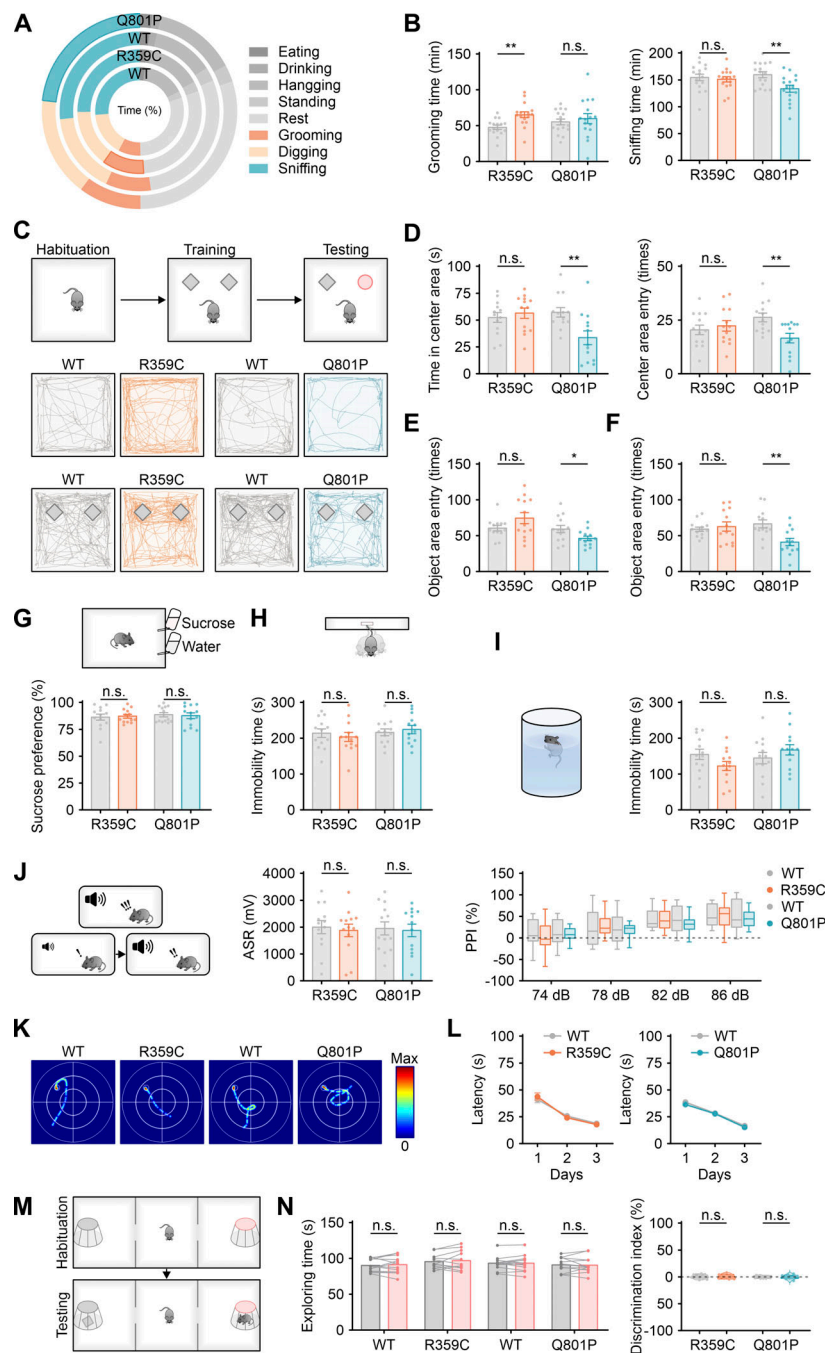 A
Q801P
WT
R359C
WT
Time (%)
Eating
Drinking
Hangging
Standing
Rest
Grooming
Digging
Sniffing
B
Grooming time (min)
150
100
50
0
**
n.s.
R359C
Q801P
Sniffing time (min)
200
150
100
50
0
n.s.
**
R359C
Q801P
C
Habituation
Training
Testing
WT
R359C
WT
Q801P
WT
R359C
WT
Q801P
D
Time in center area (s)
100
75
50
25
0
n.s.
**
R359C
Q801P
Center area entry (times)
75
50
25
0
n.s.
**
R359C
Q801P
E
Object area entry (times)
150
100
50
0
n.s.
*
R359C
Q801P
F
Object area entry (times)
150
100
50
0
n.s.
**
R359C
Q801P
G
Sucrose
Water
Sucrose preference (%)
100
75
50
25
0
n.s.
n.s.
R359C
Q801P
H
Immobility time (s)
300
200
100
0
n.s.
n.s.
R359C
Q801P
I
Immobility time (s)
300
200
100
0
n.s.
n.s.
R359C
Q801P
J
ASR (mV)
4000
3000
2000
1000
0
n.s.
n.s.
R359C
Q801P
PPI (%)
150
100
50
0
-50
-100
74 dB
78 dB
82 dB
86 dB
WT
R359C
WT
Q801P
K
WT
R359C
WT
Q801P
Max
0
L
Latency (s)
100
75
50
25
0
WT
R359C
1 2 3
Days
Latency (s)
100
75
50
25
0
WT
Q801P
1 2 3
Days
M
Habituation
Testing
N
Exploring time (s)
200
150
100
50
0
n.s.
n.s.
n.s.
n.s.
WT
R359C
WT
Q801P
Discrimination index (%)
100
50
0
-50
-100
n.s.
n.s.
R359C
Q801P